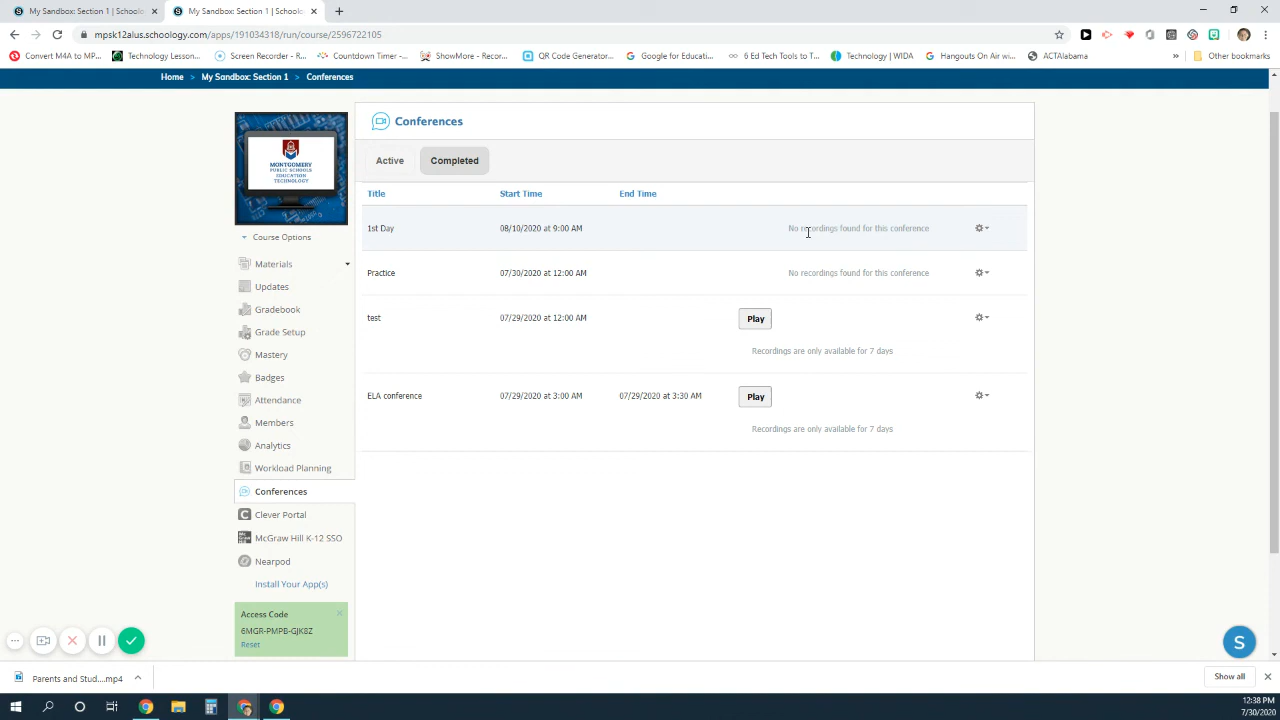 My Sandbox: Section 1 | Schoolo
My Sandbox: Section 1 | Schoolo
mpsk12alus.schoology.com/apps/191034318/run/course/2596722105
Convert M4A to MP...
Technology Lesson...
Screen Recorder - R...
Countdown Timer -...
ShowMore - Recor...
QR Code Generator...
Google for Educati...
6 Ed Tech Tools to T...
Technology | WIDA
Hangouts On Air wi...
ACTAlabama
»
Other bookmarks
Home > My Sandbox: Section 1 > Conferences
MONTGOMERY
PUBLIC SCHOOLS
EDUCATION
TECHNOLOGY
Course Options
Materials
Updates
Gradebook
Grade Setup
Mastery
Badges
Attendance
Members
Analytics
Workload Planning
Conferences
Clever Portal
McGraw Hill K-12 SSO
Nearpod
Install Your App(s)
Access Code
6MGR-PMPB-GJK8Z
Reset
Conferences
Active Completed
Title Start Time End Time
1st Day 08/10/2020 at 9:00 AM No recordings found for this conference
Practice 07/30/2020 at 12:00 AM No recordings found for this conference
test 07/29/2020 at 12:00 AM Play
Recordings are only available for 7 days
ELA conference 07/29/2020 at 3:00 AM 07/29/2020 at 3:30 AM Play
Recordings are only available for 7 days
S
Parents and Stud....mp4
Show all
12:38 PM
7/30/2020